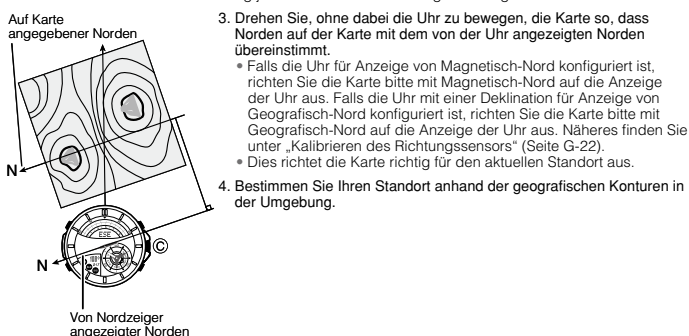 Auf Karte
angegebener Norden
N
ESE
N
C
Von Nordzeiger
angezeigter Norden
3. Drehen Sie, ohne dabei die Uhr zu bewegen, die Karte so, dass
Norden auf der Karte mit dem von der Uhr angezeigten Norden
übereinstimmt.
• Falls die Uhr für Anzeige von Magnetisch-Nord konfiguriert ist,
richten Sie die Karte bitte mit Magnetisch-Nord auf die Anzeige
der Uhr aus. Falls die Uhr mit einer Deklination für Anzeige von
Geografisch-Nord konfiguriert ist, richten Sie die Karte bitte mit
Geografisch-Nord auf die Anzeige der Uhr aus. Näheres finden Sie
unter „Kalibrieren des Richtungssensors“ (Seite G-22).
• Dies richtet die Karte richtig für den aktuellen Standort aus.
4. Bestimmen Sie Ihren Standort anhand der geografischen Konturen in
der Umgebung.